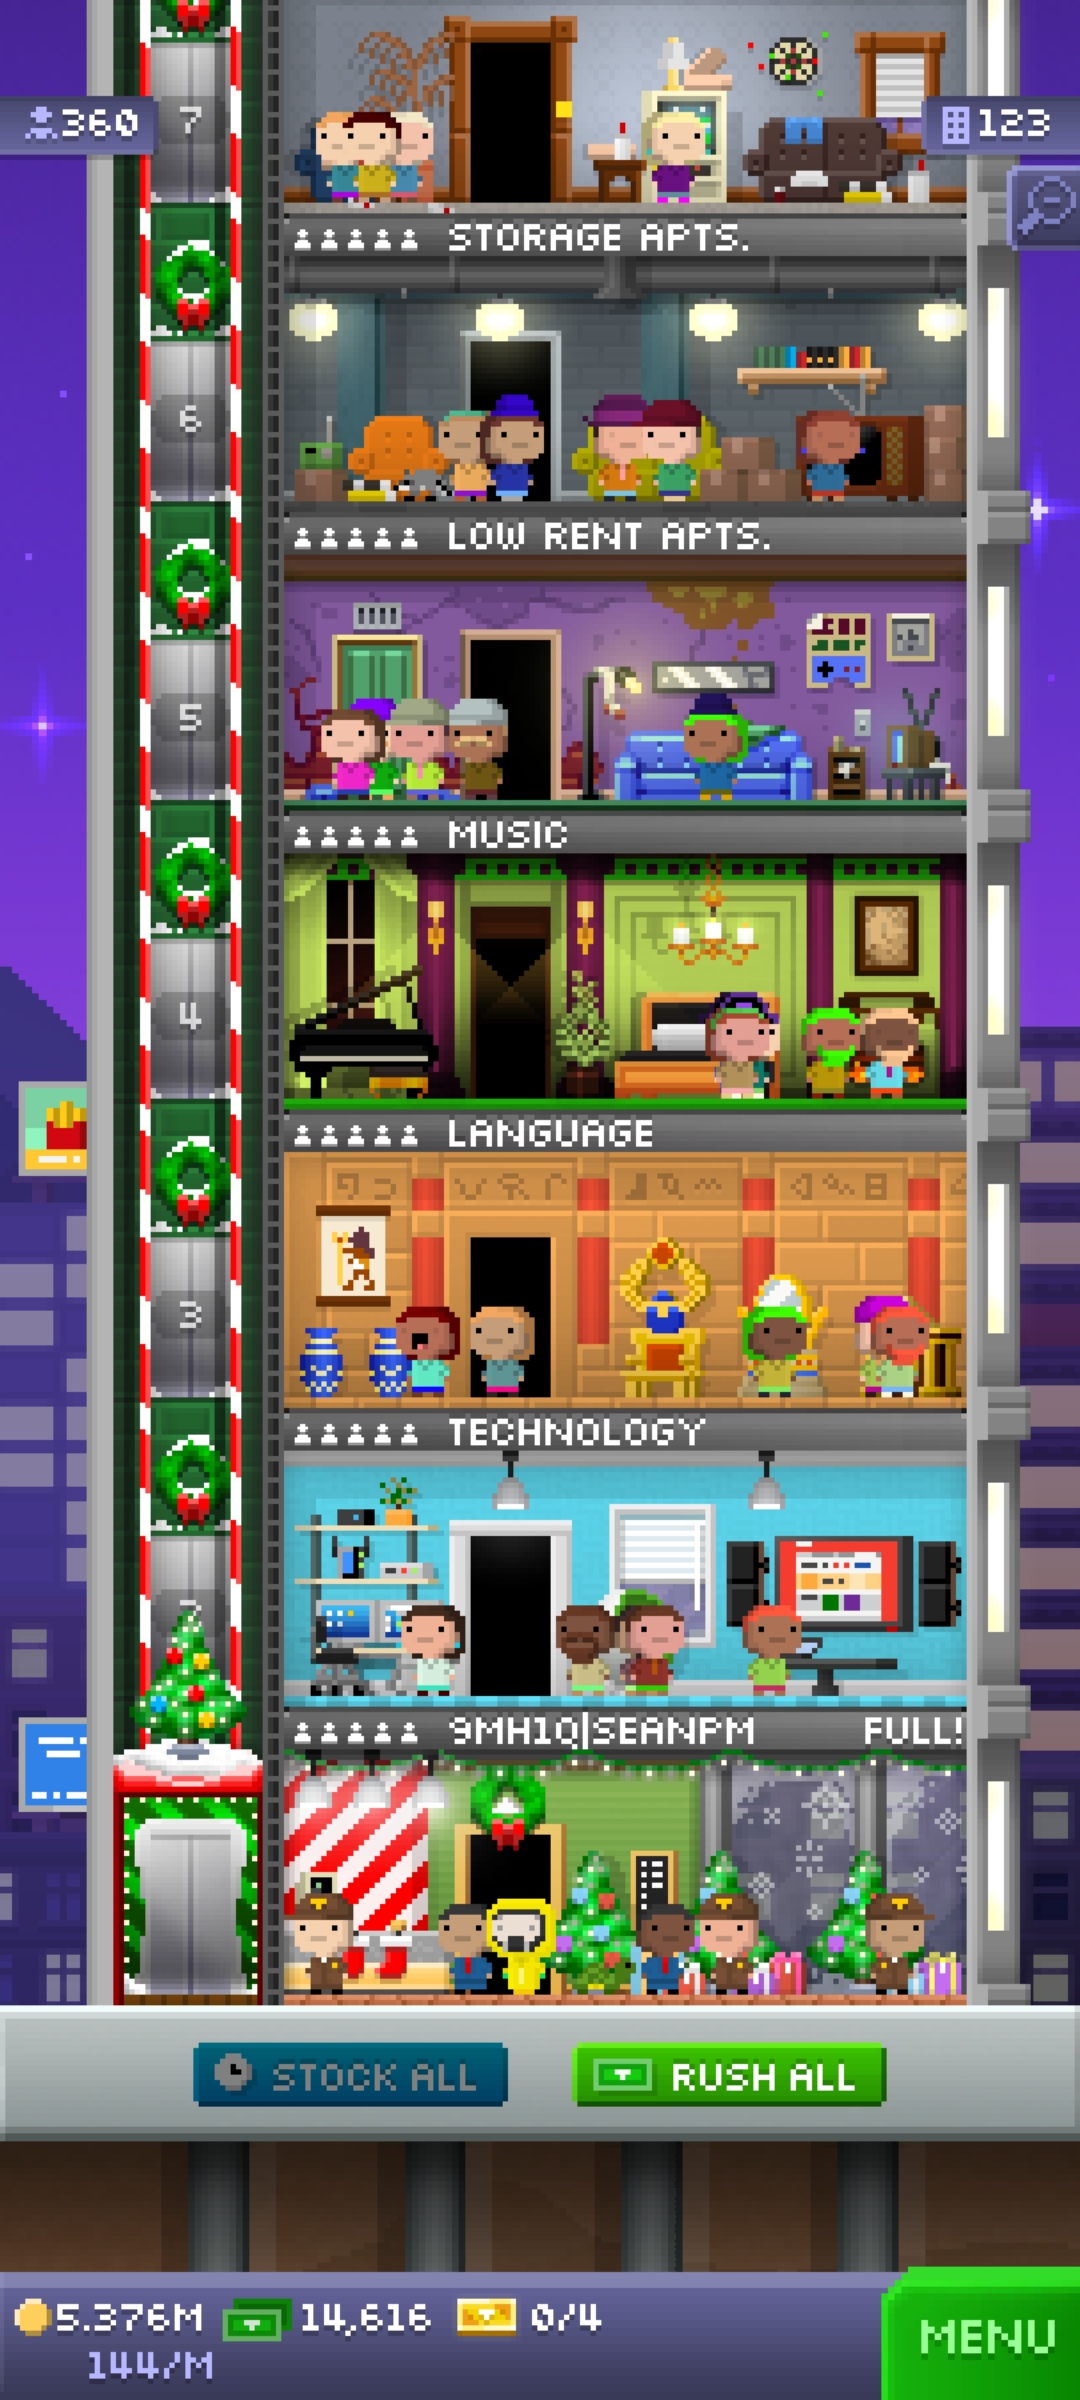 7
360
123
STORAGE APTS.
6
LOW RENT APTS.
5
MUSIC
4
LANGUAGE
3
TECHNOLOGY
9MH1Q|SEANPM FULL!
STOCK ALL
RUSH ALL
5.376M 14,616 0/4
144/M
MENU